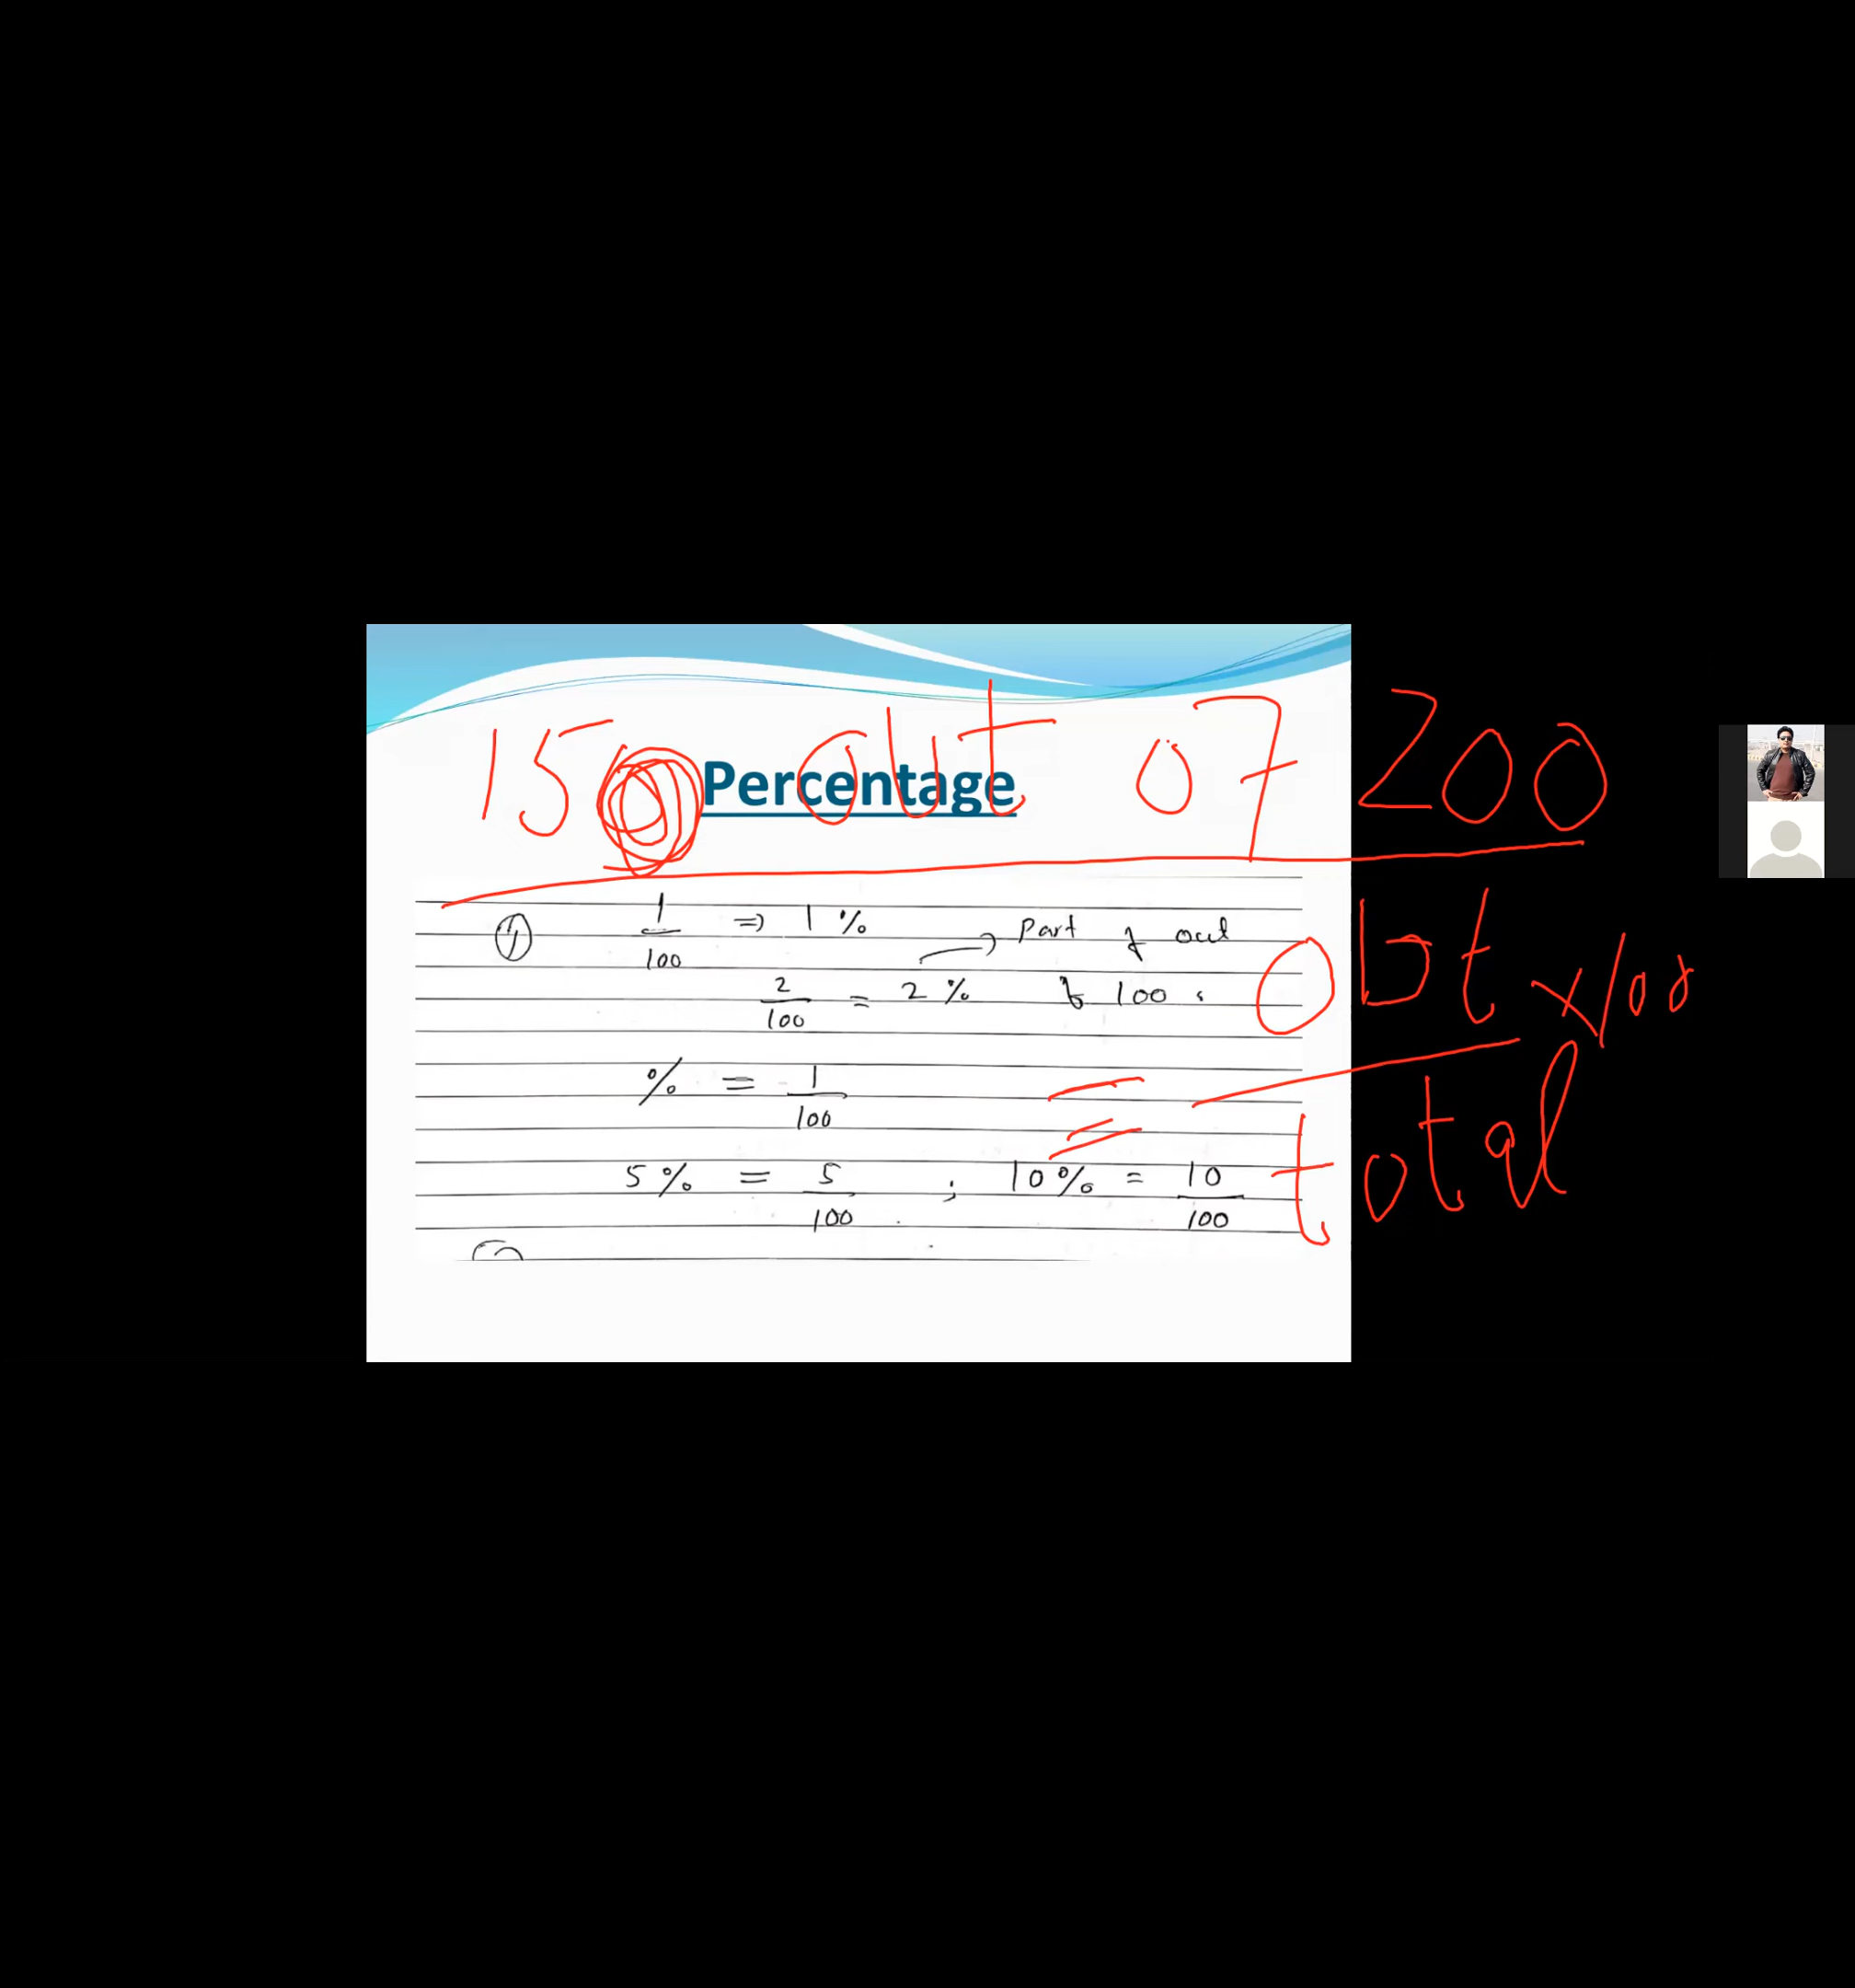 150 out of 200
Percentage
① 1/100 ⇒ 1 % → Part of out
2/100 = 2 % of 100
% = 1/100
5 % = 5/100 ; 10% = 10/100
= obt/total x 100